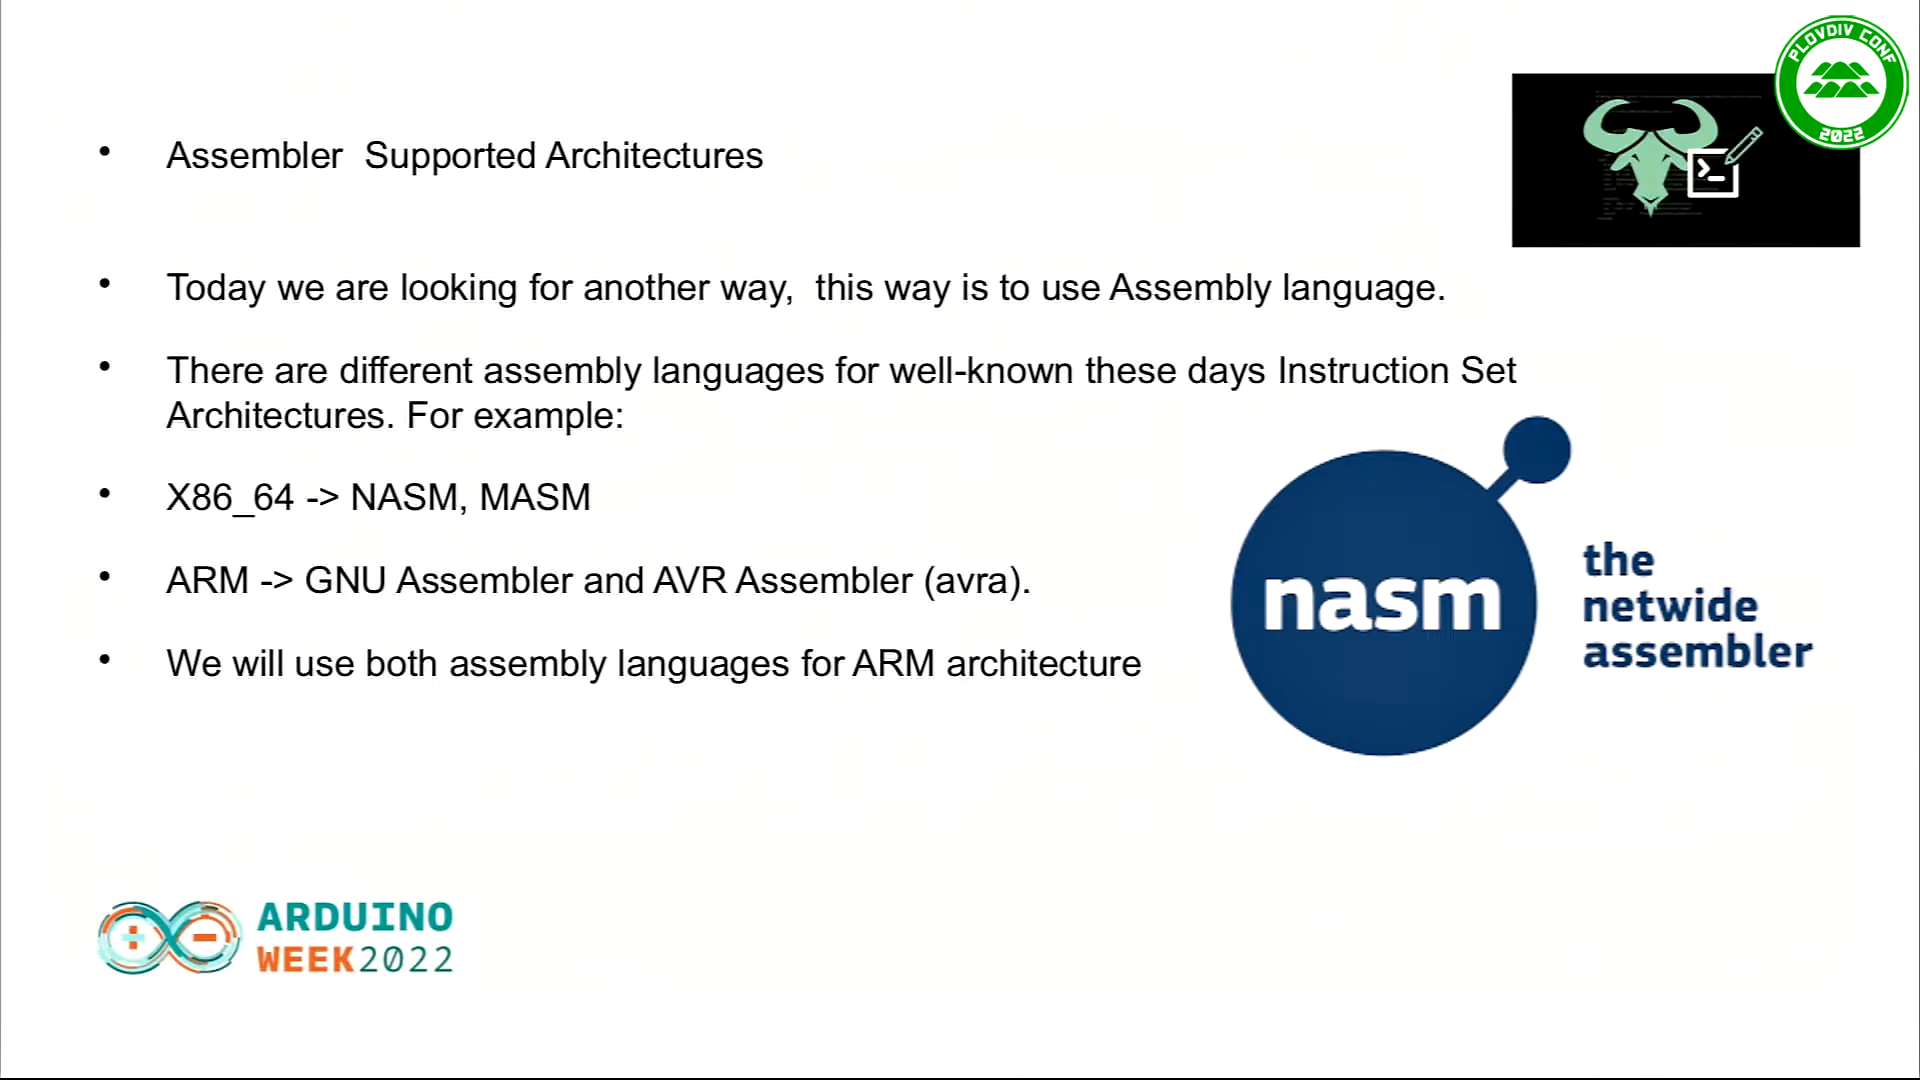 PLOVDIV CONF
2022
Assembler  Supported Architectures
Today we are looking for another way,  this way is to use Assembly language.
There are different assembly languages for well-known these days Instruction Set
Architectures. For example:
X86_64 -> NASM, MASM
ARM -> GNU Assembler and AVR Assembler (avra).
We will use both assembly languages for ARM architecture
nasm
the
netwide
assembler
ARDUINO
WEEK2022